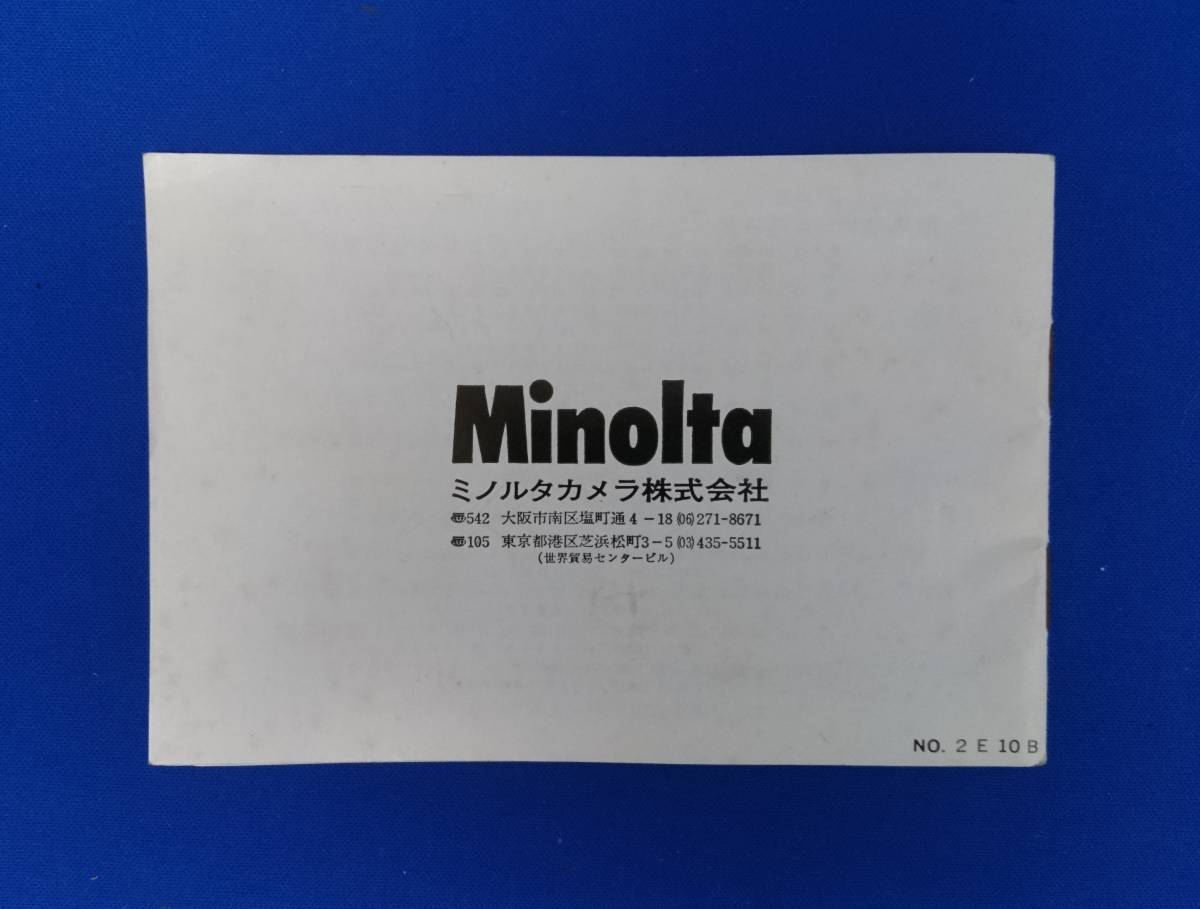 Minolta
ミノルタカメラ株式会社
☎542 大阪市南区塩町通4-18 (06)271-8671
☎105 東京都港区芝浜松町3-5 (03)435-5511
(世界貿易センタービル)
NO. 2 E 10 B